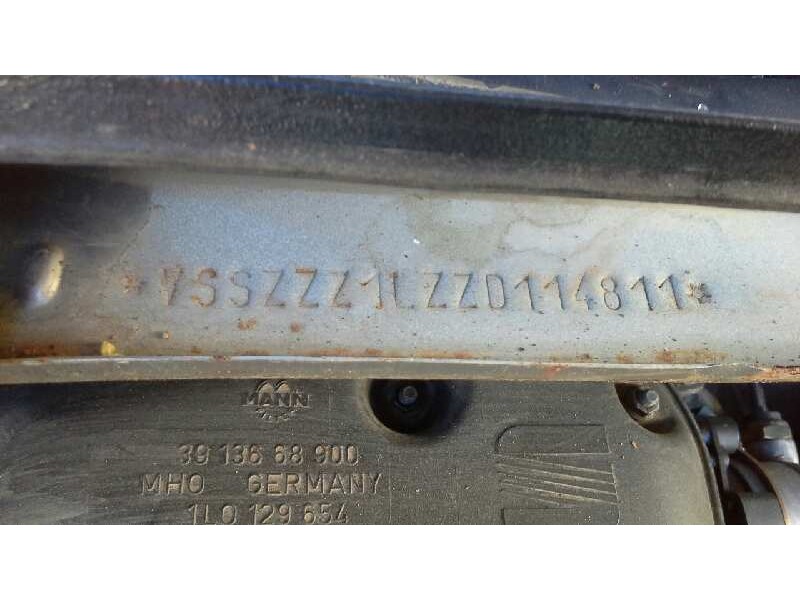 *VSSZZZ1LZZD114811*
MANN
39 136 68 900
MHO GERMANY
1L0 129 654